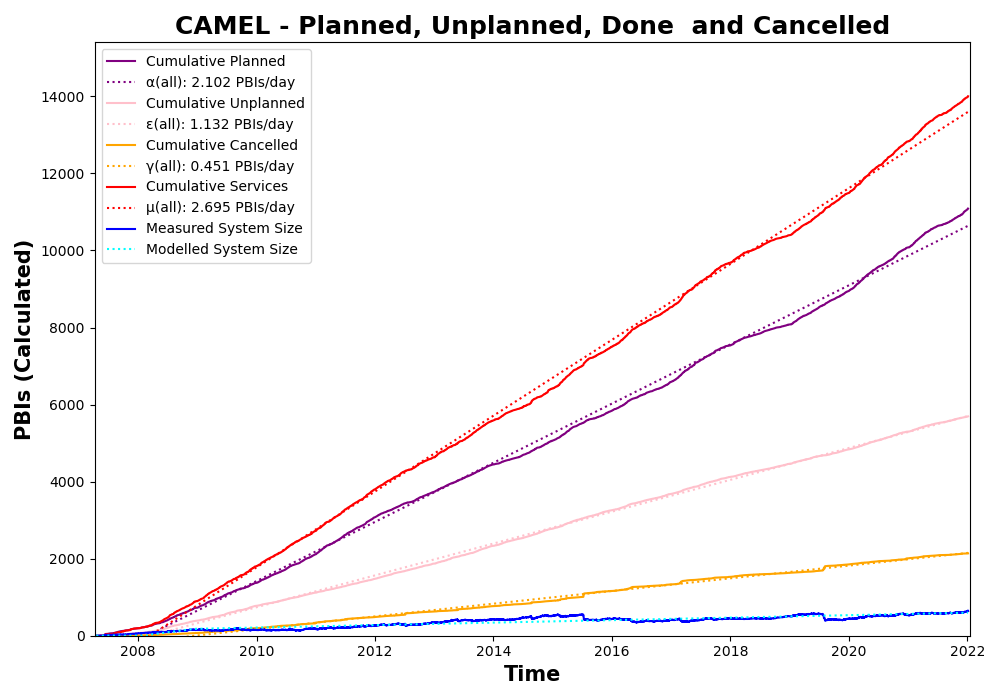 CAMEL - Planned, Unplanned, Done  and Cancelled
PBIs (Calculated)
14000
12000
10000
8000
6000
4000
2000
0
Cumulative Planned
α(all): 2.102 PBIs/day
Cumulative Unplanned
ε(all): 1.132 PBIs/day
Cumulative Cancelled
γ(all): 0.451 PBIs/day
Cumulative Services
μ(all): 2.695 PBIs/day
Measured System Size
Modelled System Size
2008 2010 2012 2014 2016 2018 2020 2022
Time